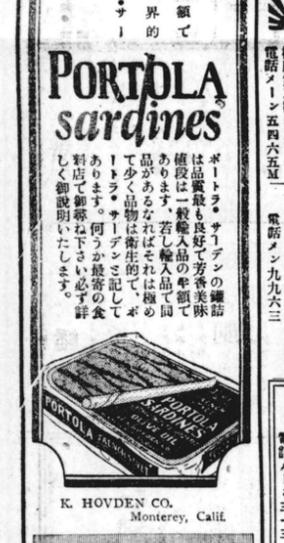 額で
界的
・サー
PORTOLA
sardines
ポートラ・サーデンの罐詰
は品質最も良好で芳香美味
値段は一般輸入品の半額で
あります、若し輸入品で同
品があるなればそれは極め
て少く品物は衛生的で、ポ
ートラ・サーデンと記して
あります。何うか最寄の食
料店で御尋ね下さい必ず詳
しく御説明いたします。
PORTOLA
SARDINES
OLIVE OIL
PORTOLA
K. HOVDEN CO.
Monterey, Calif.
電話メーン五四六五M
電話メン九九六三